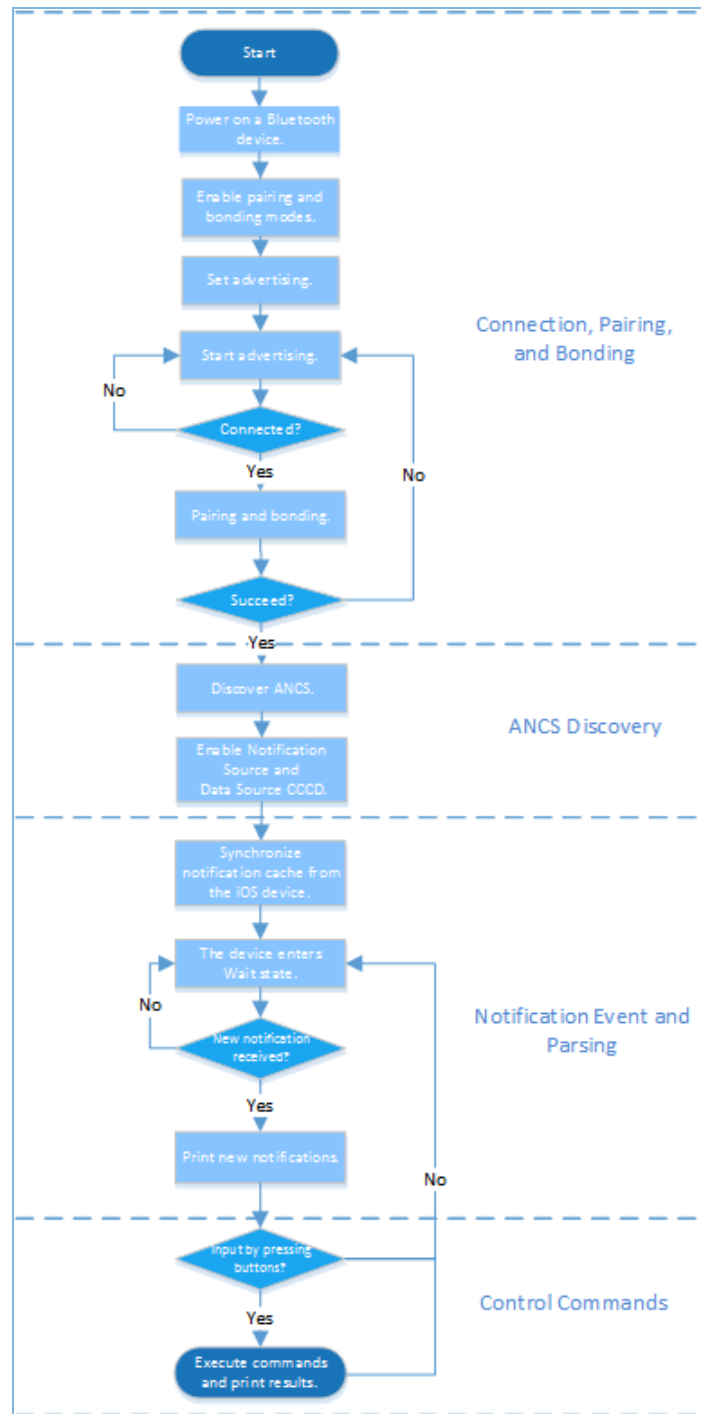 Start
Power on a Bluetooth
device.
Enable pairing and
bonding modes.
Set advertising.
Connection, Pairing,
and Bonding
Start advertising.
No
Connected?
Yes
No
Pairing and bonding.
Succeed?
Yes
Discover ANCS.
ANCS Discovery
Enable Notification
Source and
Data Source CCCD.
Synchronize
notification cache from
the iOS device.
The device enters
Wait state.
No
Notification Event and
Parsing
New notification
received?
Yes
Print new notifications.
No
Input by pressing
buttons?
Control Commands
Yes
Execute commands
and print results.